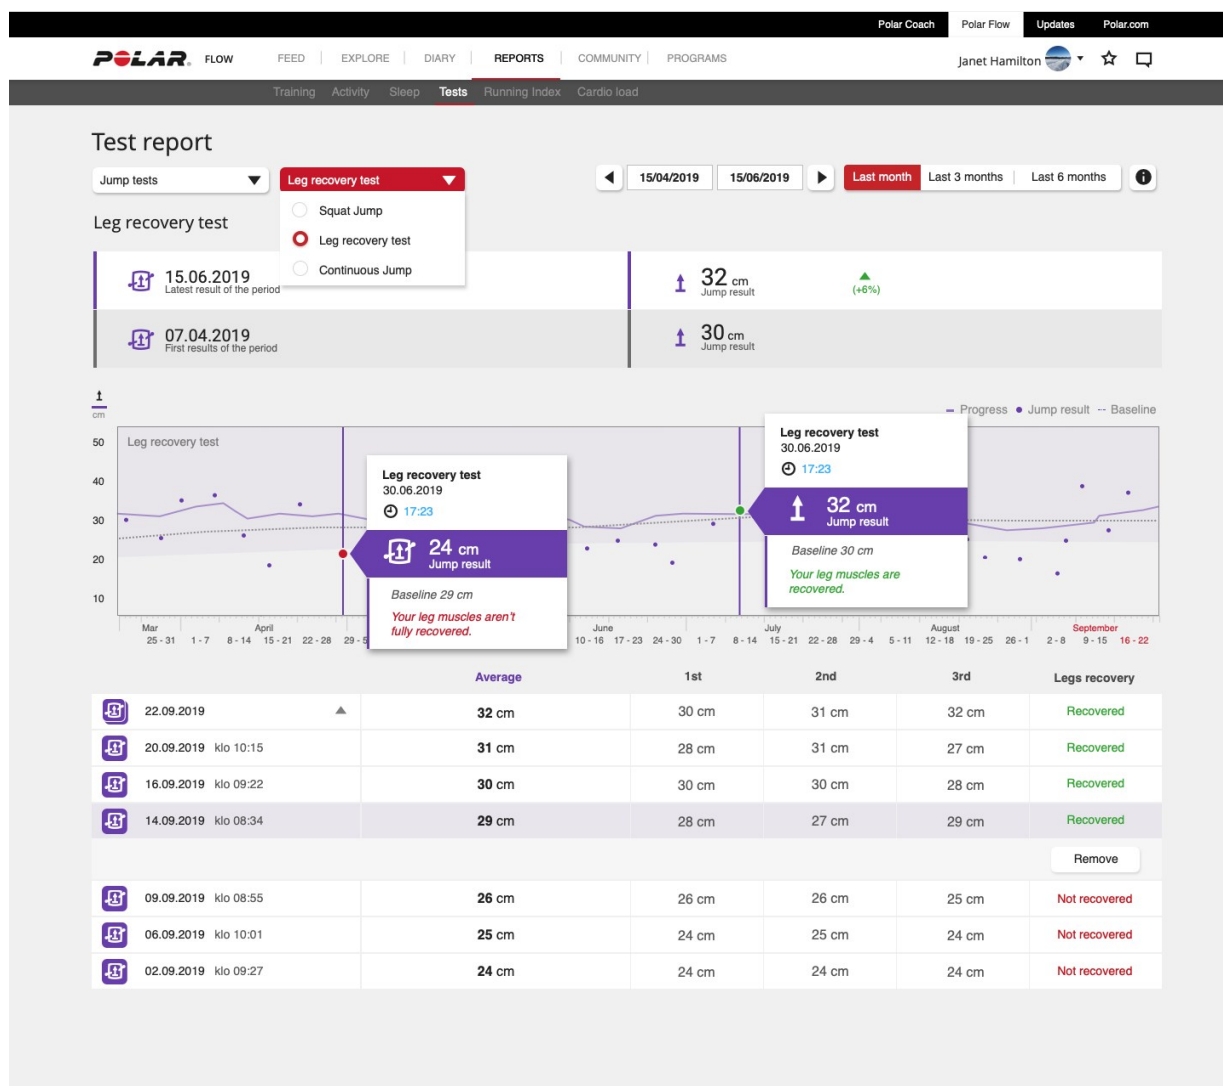 Polar Coach Polar Flow Updates Polar.com
POLAR. FLOW FEED EXPLORE DIARY REPORTS COMMUNITY PROGRAMS Janet Hamilton
Training Activity Sleep Tests Running Index Cardio load
Test report
Jump tests Leg recovery test 15/04/2019 15/06/2019 Last month Last 3 months Last 6 months i
Squat Jump
Leg recovery test
Leg recovery test
Continuous Jump
15.06.2019 32 cm
Latest result of the period Jump result (+6%)
07.04.2019 30 cm
First results of the period Jump result
cm
Progress Jump result Baseline
50 Leg recovery test
40
30
20
10
Leg recovery test
30.06.2019
17:23
24 cm
Jump result
Baseline 29 cm
Your leg muscles aren't
fully recovered.
Leg recovery test
30.06.2019
17:23
32 cm
Jump result
Baseline 30 cm
Your leg muscles are
recovered.
Mar April June July August September
25 - 31 1 - 7 8 - 14 15 - 21 22 - 28 29 - 5 10 - 16 17 - 23 24 - 30 1 - 7 8 - 14 15 - 21 22 - 28 29 - 4 5 - 11 12 - 18 19 - 25 26 - 1 2 - 8 9 - 15 16 - 22
Average 1st 2nd 3rd Legs recovery
22.09.2019 32 cm 30 cm 31 cm 32 cm Recovered
20.09.2019 klo 10:15 31 cm 28 cm 31 cm 27 cm Recovered
16.09.2019 klo 09:22 30 cm 30 cm 30 cm 28 cm Recovered
14.09.2019 klo 08:34 29 cm 28 cm 27 cm 29 cm Recovered
Remove
09.09.2019 klo 08:55 26 cm 26 cm 26 cm 25 cm Not recovered
06.09.2019 klo 10:01 25 cm 24 cm 25 cm 24 cm Not recovered
02.09.2019 klo 09:27 24 cm 24 cm 24 cm 24 cm Not recovered